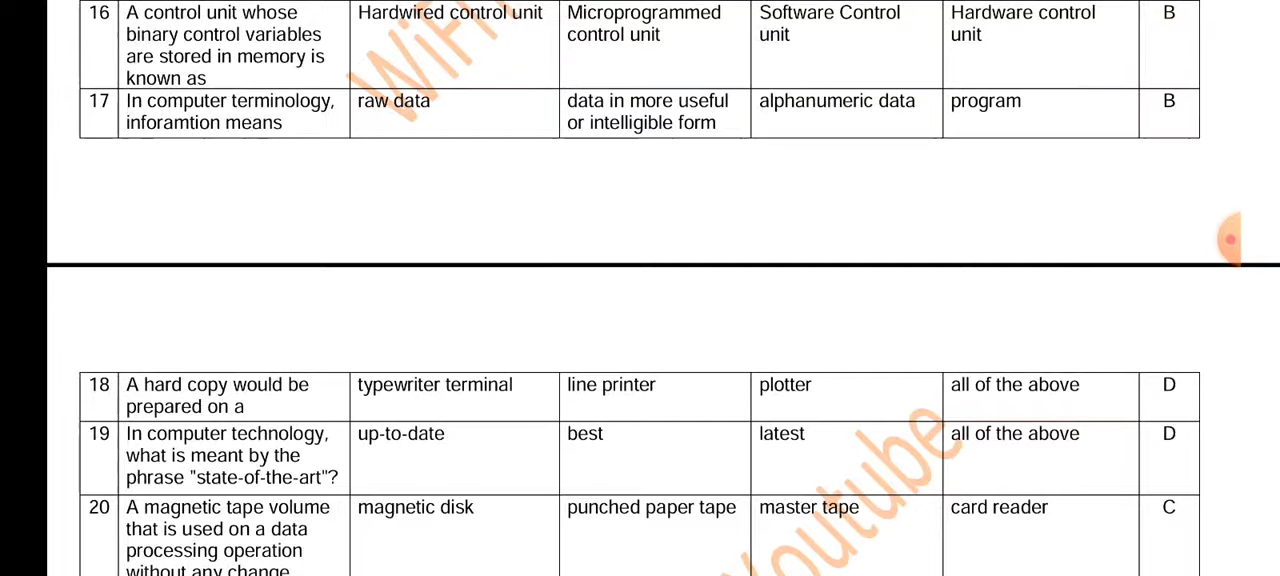 16 A control unit whose Hardwired control unit Microprogrammed Software Control Hardware control B
binary control variables control unit unit unit
are stored in memory is
known as
17 In computer terminology, raw data data in more useful alphanumeric data program B
inforamtion means or intelligible form
18 A hard copy would be typewriter terminal line printer plotter all of the above D
prepared on a
19 In computer technology, up-to-date best latest all of the above D
what is meant by the
phrase "state-of-the-art"?
20 A magnetic tape volume magnetic disk punched paper tape master tape card reader C
that is used on a data
processing operation
without any change
Youtube